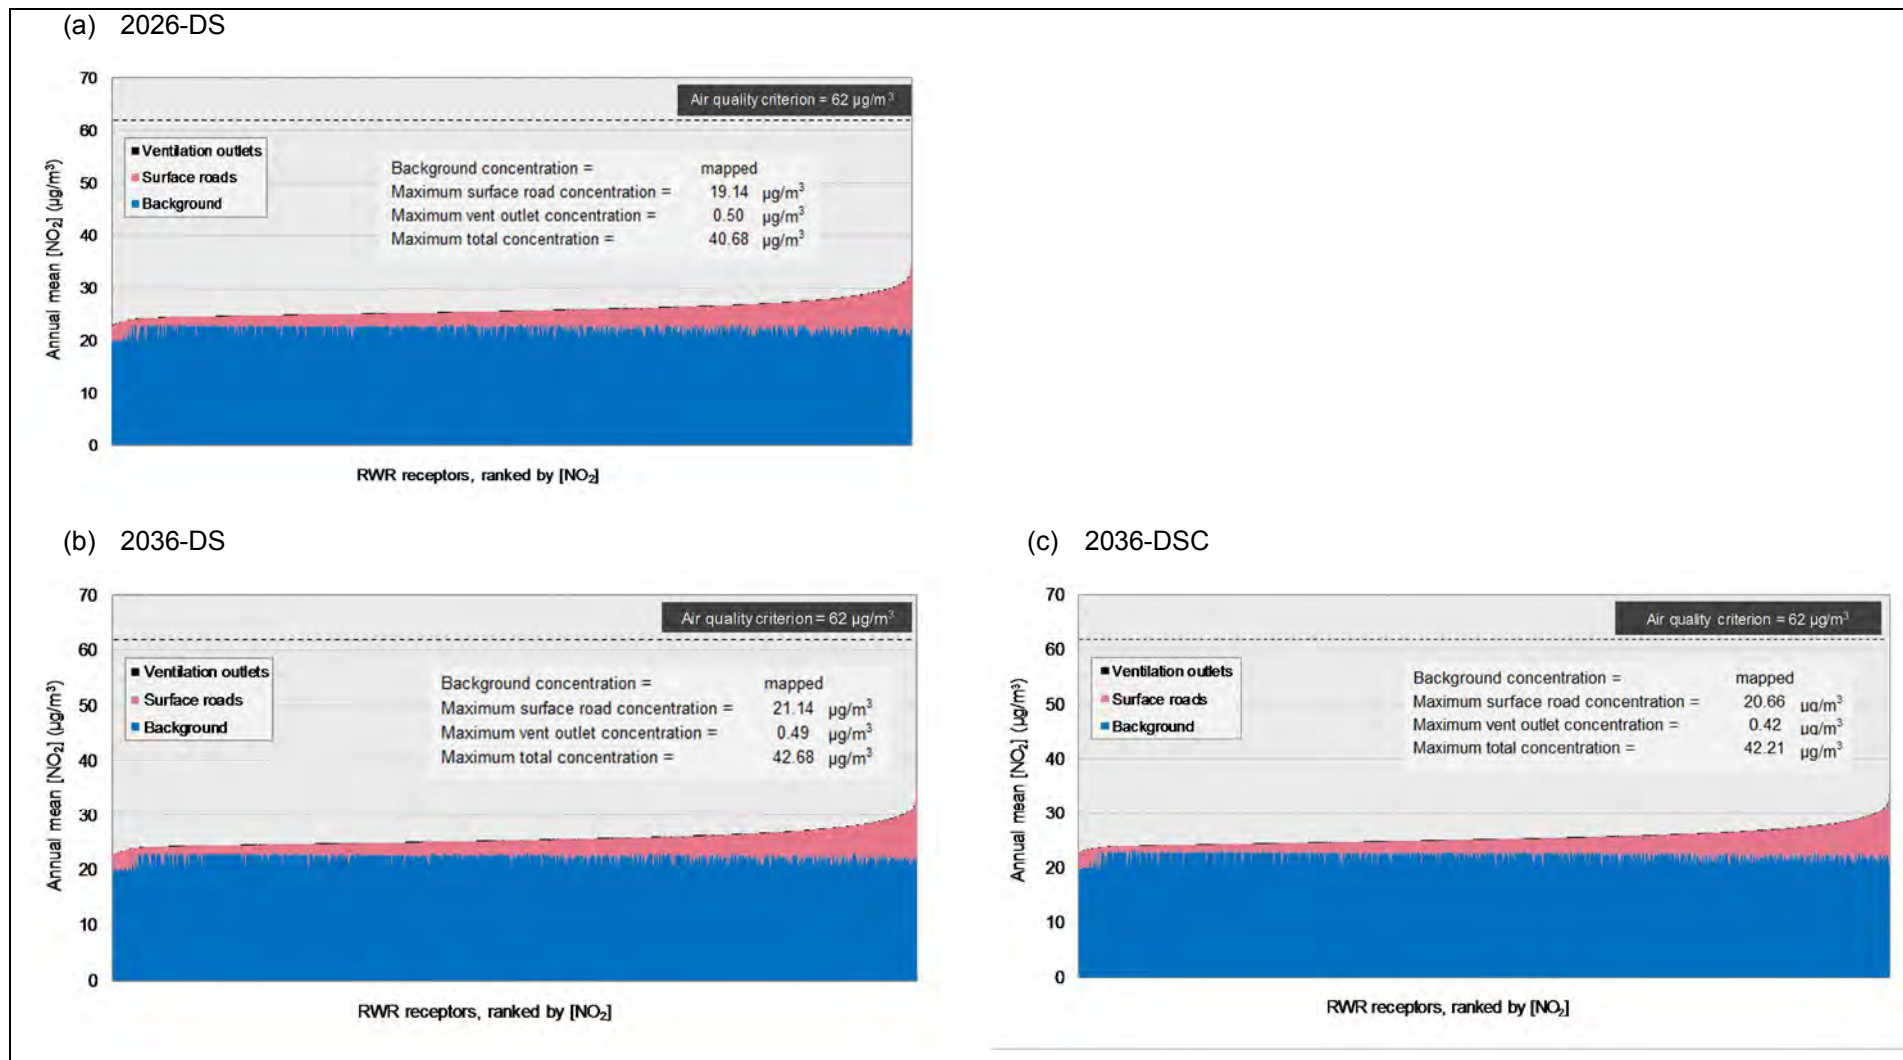 (a) 2026-DS
70
60
50
40
30
20
10
0
Annual mean [NO₂] (µg/m³)
Air quality criterion = 62 µg/m³
Ventilation outlets
Surface roads
Background
Background concentration = mapped
Maximum surface road concentration = 19.14 µg/m³
Maximum vent outlet concentration = 0.50 µg/m³
Maximum total concentration = 40.68 µg/m³
RWR receptors, ranked by [NO₂]
(b) 2036-DS
70
60
50
40
30
20
10
0
Annual mean [NO₂] (µg/m³)
Air quality criterion = 62 µg/m³
Ventilation outlets
Surface roads
Background
Background concentration = mapped
Maximum surface road concentration = 21.14 µg/m³
Maximum vent outlet concentration = 0.49 µg/m³
Maximum total concentration = 42.68 µg/m³
RWR receptors, ranked by [NO₂]
(c) 2036-DSC
70
60
50
40
30
20
10
0
Annual mean [NO₂] (µg/m³)
Air quality criterion = 62 µg/m³
Ventilation outlets
Surface roads
Background
Background concentration = mapped
Maximum surface road concentration = 20.66 µg/m³
Maximum vent outlet concentration = 0.42 µg/m³
Maximum total concentration = 42.21 µg/m³
RWR receptors, ranked by [NO₂]